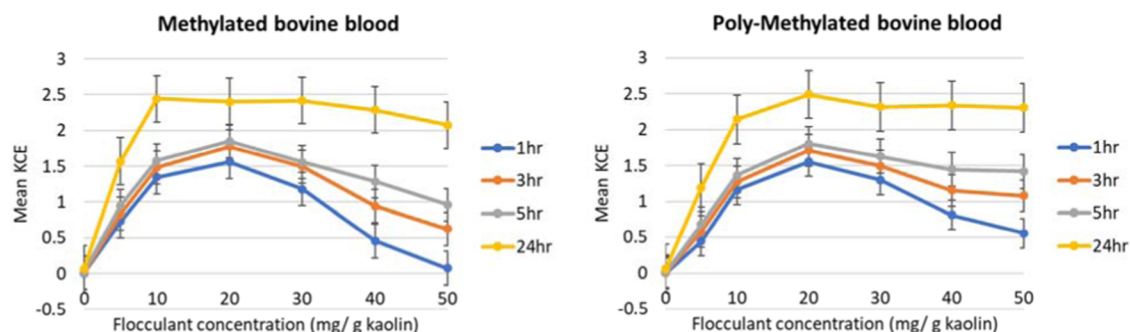 Methylated bovine blood
Mean KCE
3
2.5
2
1.5
1
0.5
0
-0.5
0 10 20 30 40 50
Flocculant concentration (mg/ g kaolin)
1hr
3hr
5hr
24hr
Poly-Methylated bovine blood
Mean KCE
3
2.5
2
1.5
1
0.5
0
-0.5
0 10 20 30 40 50
Flocculant concentration (mg/ g kaolin)
1hr
3hr
5hr
24hr